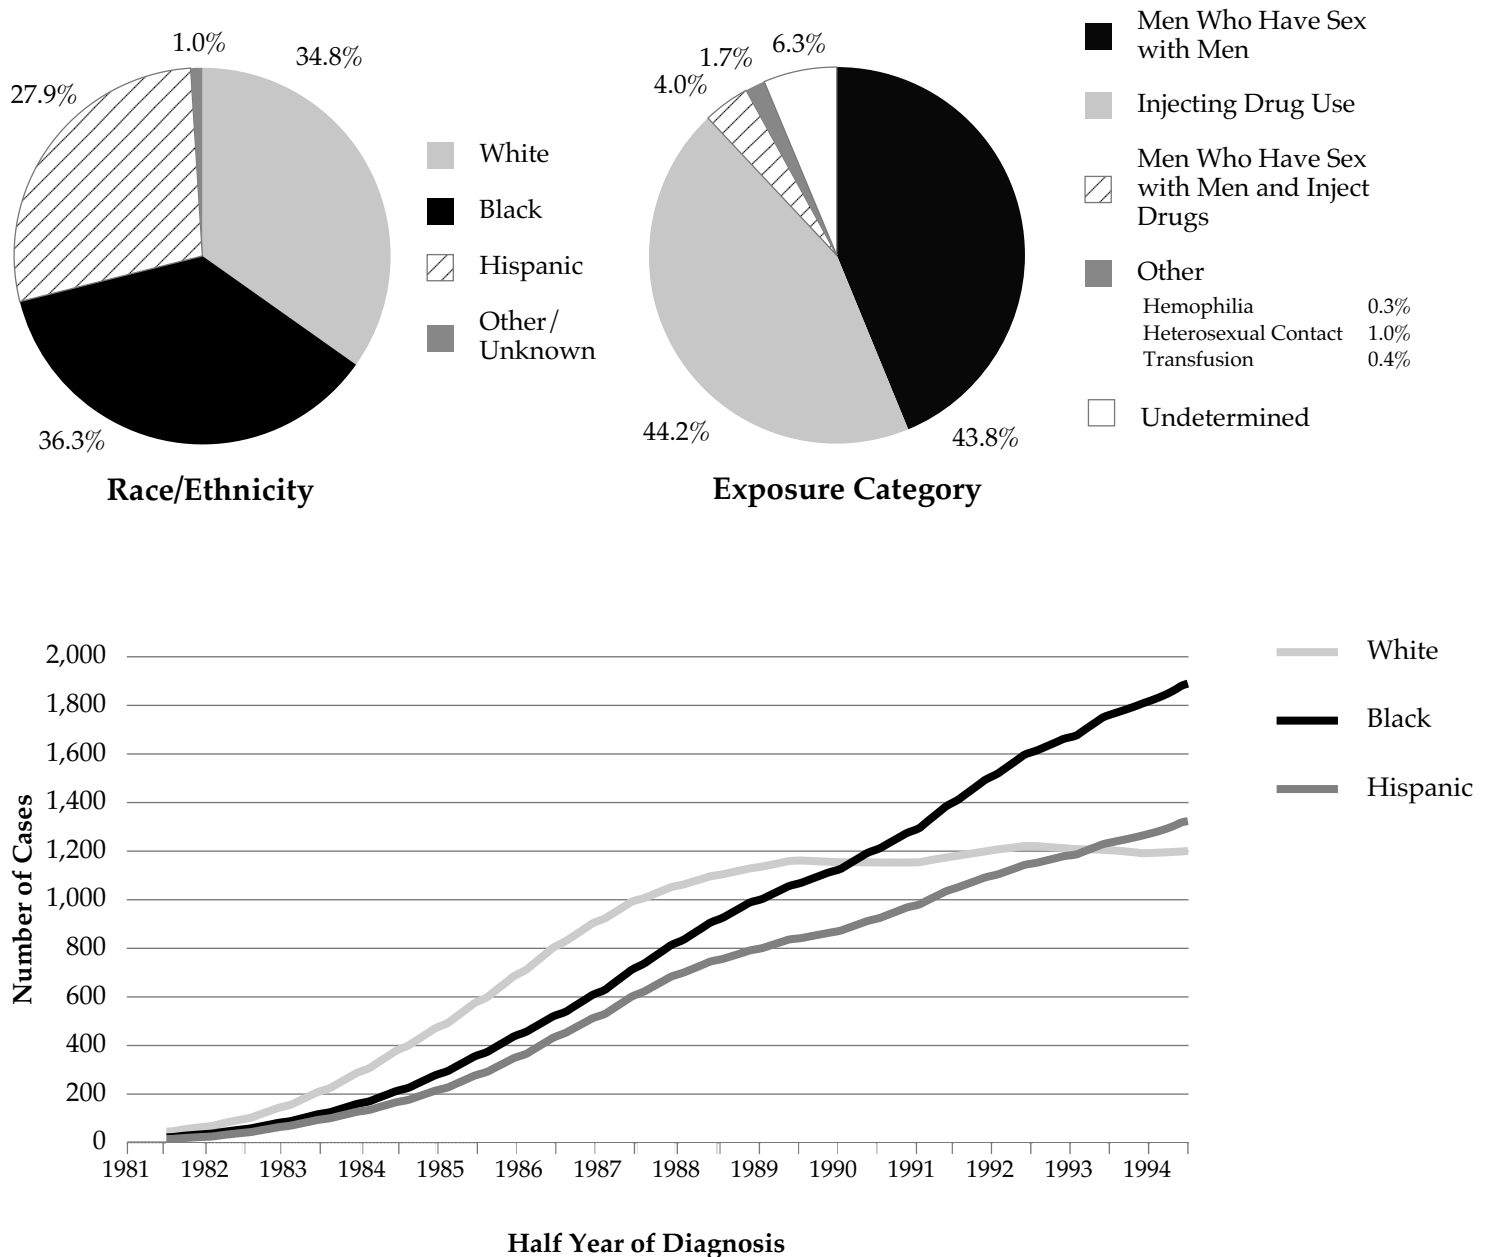 1.0%
34.8%
27.9%
36.3%
White
Black
Hispanic
Other/
Unknown
Race/Ethnicity
6.3%
1.7%
4.0%
44.2%
43.8%
Exposure Category
Men Who Have Sex
with Men
Injecting Drug Use
Men Who Have Sex
with Men and Inject
Drugs
Other
Hemophilia 0.3%
Heterosexual Contact 1.0%
Transfusion 0.4%
Undetermined
Number of Cases
2,000
1,800
1,600
1,400
1,200
1,000
800
600
400
200
0
1981 1982 1983 1984 1985 1986 1987 1988 1989 1990 1991 1992 1993 1994
Half Year of Diagnosis
White
Black
Hispanic